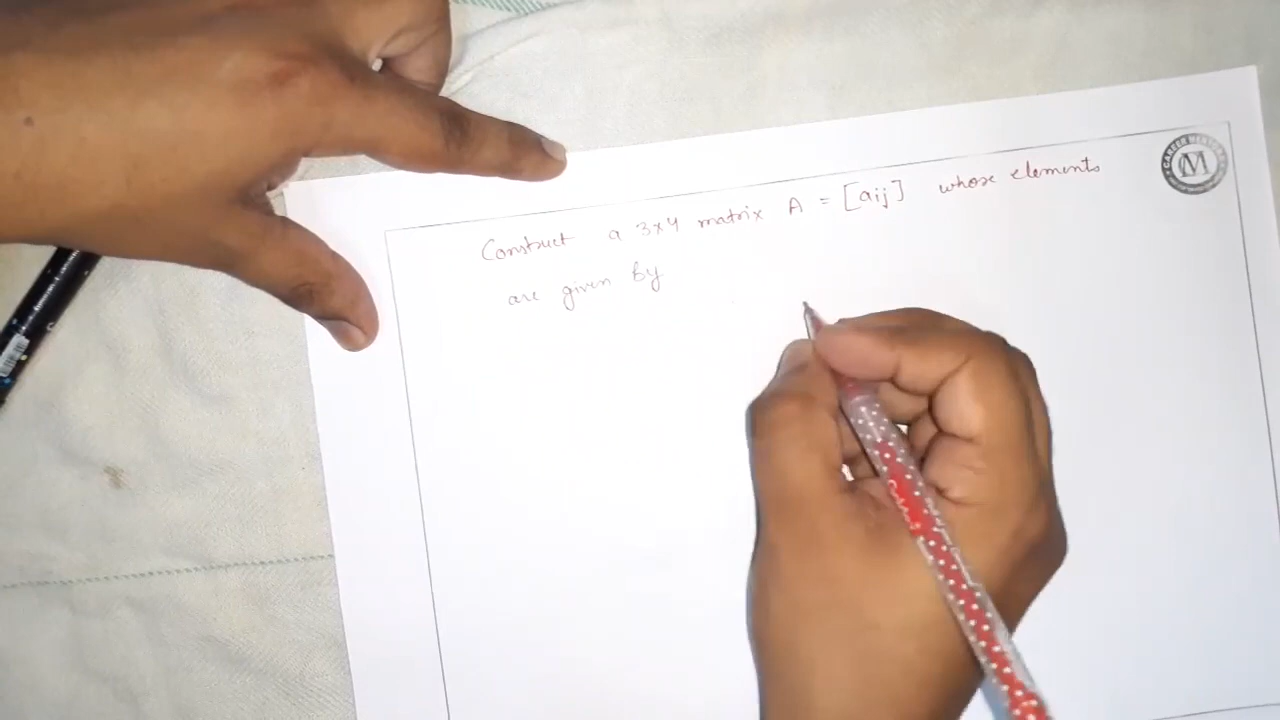 Construct a 3x4 matrix A = [aij] whose elements
are given by